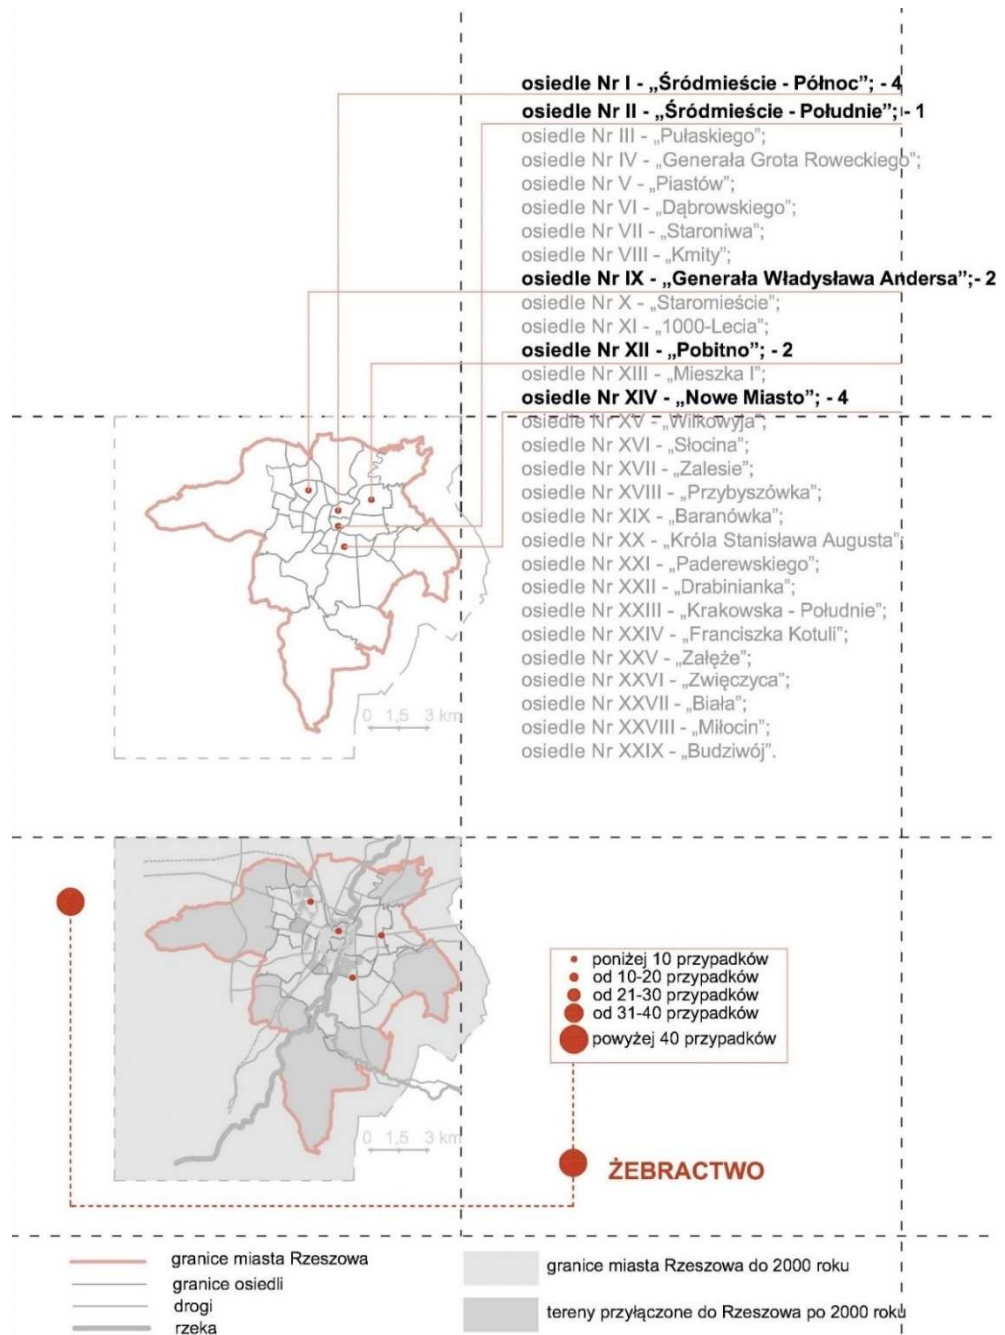 osiedle Nr I - „Śródmieście - Północ”; - 4
osiedle Nr II - „Śródmieście - Południe”; - 1
osiedle Nr III - „Pułaskiego”;
osiedle Nr IV - „Generała Grota Roweckiego”;
osiedle Nr V - „Piastów”;
osiedle Nr VI - „Dąbrowskiego”;
osiedle Nr VII - „Staroniwa”;
osiedle Nr VIII - „Kmity”;
osiedle Nr IX - „Generała Władysława Andersa”;- 2
osiedle Nr X - „Staromieście”;
osiedle Nr XI - „1000-Lecia”;
osiedle Nr XII - „Pobitno”; - 2
osiedle Nr XIII - „Mieszka I”;
osiedle Nr XIV - „Nowe Miasto”; - 4
osiedle Nr XV - „Wilkowyja”;
osiedle Nr XVI - „Słocina”;
osiedle Nr XVII - „Zalesie”;
osiedle Nr XVIII - „Przybyszówka”;
osiedle Nr XIX - „Baranówka”;
osiedle Nr XX - „Króla Stanisława Augusta”;
osiedle Nr XXI - „Paderewskiego”;
osiedle Nr XXII - „Drabinianka”;
osiedle Nr XXIII - „Krakowska - Południe”;
osiedle Nr XXIV - „Franciszka Kotuli”;
osiedle Nr XXV - „Załęże”;
osiedle Nr XXVI - „Zwięczyca”;
osiedle Nr XXVII - „Biała”;
osiedle Nr XXVIII - „Miłocin”;
osiedle Nr XXIX - „Budziwój”.
0 1,5 3 km
poniżej 10 przypadków
od 10-20 przypadków
od 21-30 przypadków
od 31-40 przypadków
powyżej 40 przypadków
0 1,5 3 km
ŻEBRACTWO
granice miasta Rzeszowa
granice osiedli
drogi
rzeka
granice miasta Rzeszowa do 2000 roku
tereny przyłączone do Rzeszowa po 2000 roku